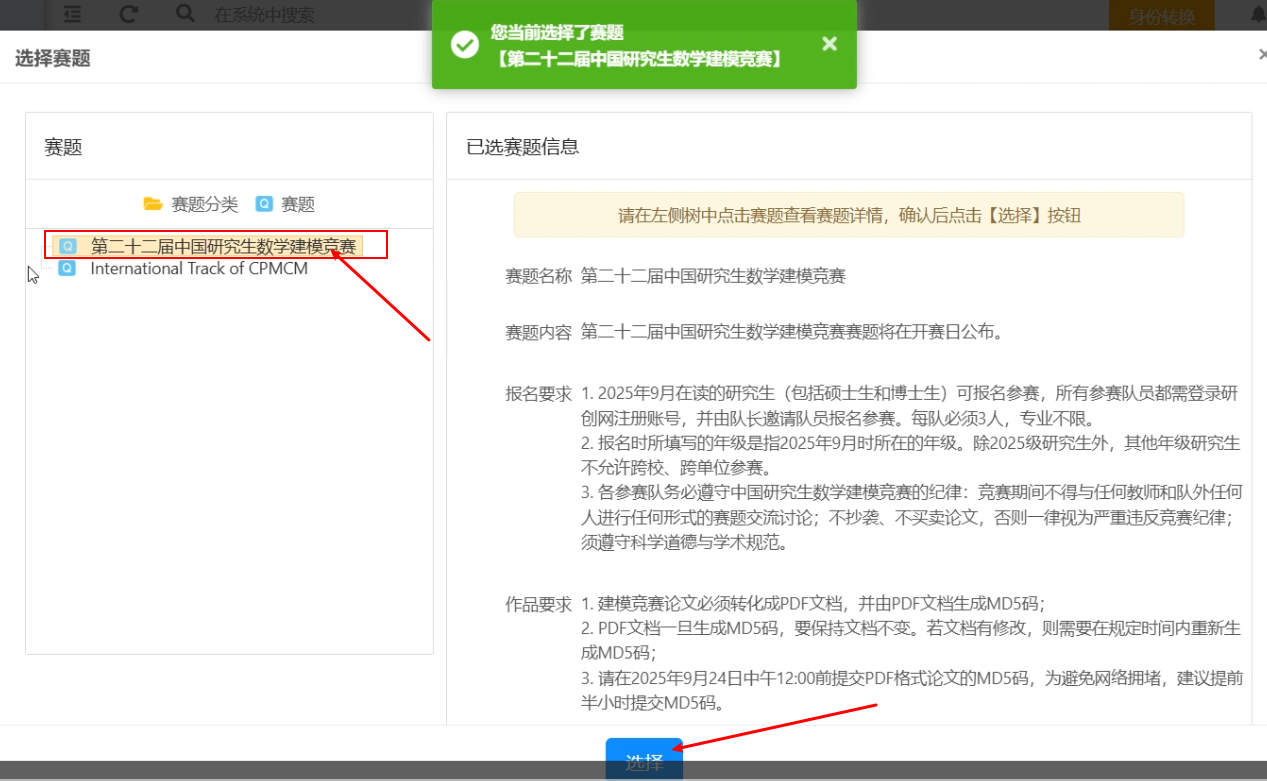 在系统中搜索
身份转换
您当前选择了赛题
【第二十二届中国研究生数学建模竞赛】
选择赛题
赛题
赛题分类 赛题
第二十二届中国研究生数学建模竞赛
International Track of CPMCM
已选赛题信息
请在左侧树中点击赛题查看赛题详情，确认后点击【选择】按钮
赛题名称 第二十二届中国研究生数学建模竞赛
赛题内容 第二十二届中国研究生数学建模竞赛赛题将在开赛日公布。
报名要求 1. 2025年9月在读的研究生（包括硕士生和博士生）可报名参赛，所有参赛队员都需登录研
创网注册账号，并由队长邀请队员报名参赛。每队必须3人，专业不限。
2. 报名时所填写的年级是指2025年9月时所在的年级。除2025级研究生外，其他年级研究生
不允许跨校、跨单位参赛。
3. 各参赛队务必遵守中国研究生数学建模竞赛的纪律：竞赛期间不得与任何教师和队外任何
人进行任何形式的赛题交流讨论；不抄袭、不买卖论文，否则一律视为严重违反竞赛纪律；
须遵守科学道德与学术规范。
作品要求 1. 建模竞赛论文必须转化成PDF文档，并由PDF文档生成MD5码；
2. PDF文档一旦生成MD5码，要保持文档不变。若文档有修改，则需要在规定时间内重新生
成MD5码；
3. 请在2025年9月24日中午12:00前提交PDF格式论文的MD5码，为避免网络拥堵，建议提前
半小时提交MD5码。
选择